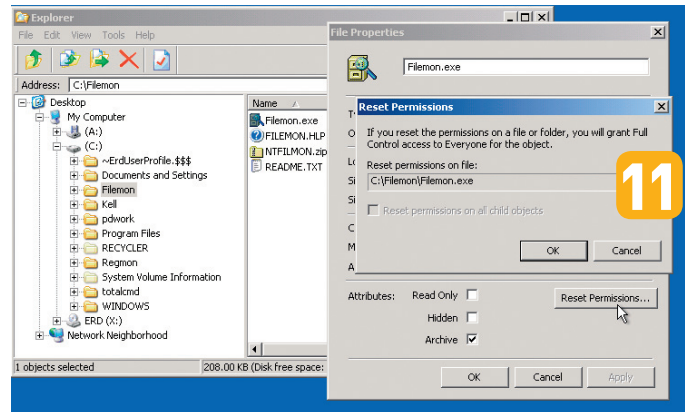 Explorer
File Edit View Tools Help
Address: C:\Filemon
Desktop
My Computer
(A:)
(C:)
~ErdUserProfile.$$$
Documents and Settings
Filemon
Kell
pdwork
Program Files
RECYCLER
Regmon
System Volume Information
totalcmd
WINDOWS
ERD (X:)
Network Neighborhood
Name
Filemon.exe
FILEMON.HLP
NTFILMON.zip
README.TXT
1 objects selected
208.00 KB (Disk free space:
File Properties
Filemon.exe
Reset Permissions
If you reset the permissions on a file or folder, you will grant Full
Control access to Everyone for the object.
Reset permissions on file:
C:\Filemon\Filemon.exe
Reset permissions on all child objects
OK Cancel
11
T
O
Lo
Si
Si
C
M
A
Attributes: Read Only
Reset Permissions...
Hidden
Archive
OK Cancel Apply